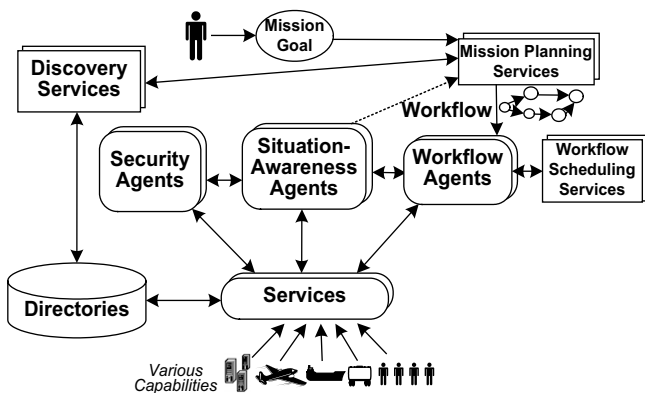 Mission
Goal
Discovery
Services
Mission Planning
Services
Workflow
Security
Agents
Situation-
Awareness
Agents
Workflow
Agents
Workflow
Scheduling
Services
Directories
Services
Various
Capabilities